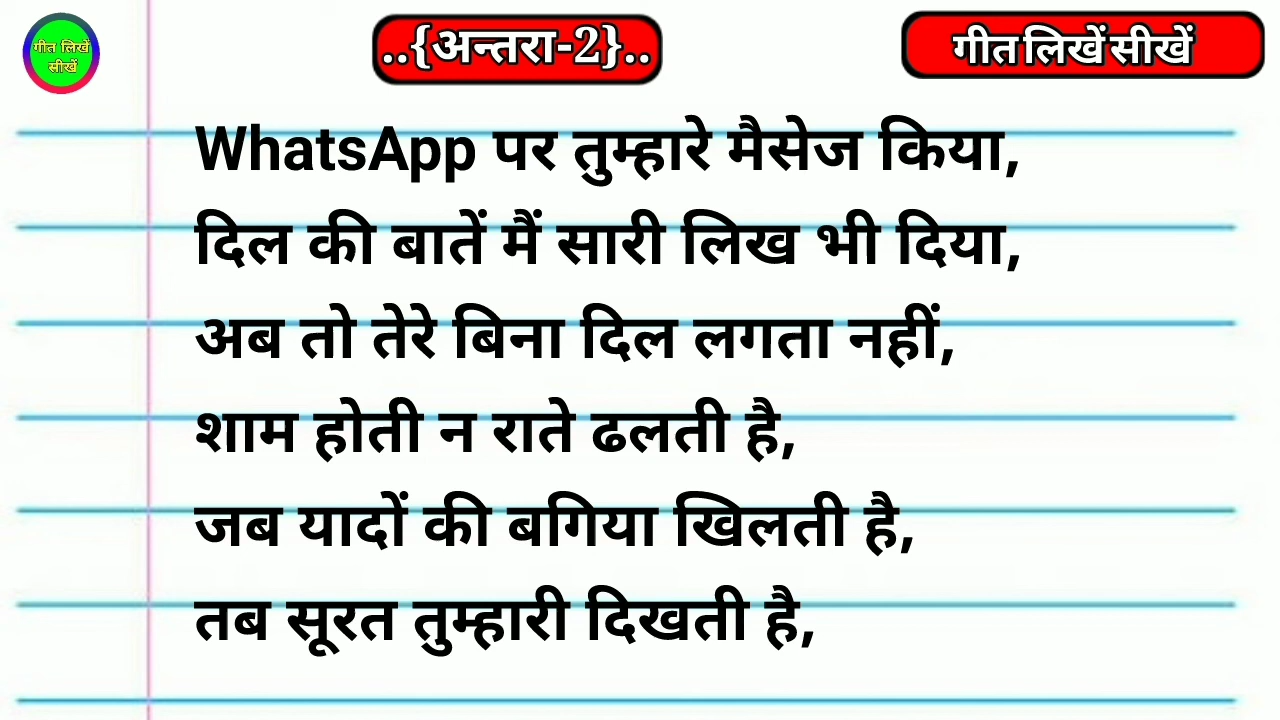 गीत लिखें
सीखें
..{अन्तरा-2}..
गीत लिखें सीखें
WhatsApp पर तुम्हारे मैसेज किया,
दिल की बातें मैं सारी लिख भी दिया,
अब तो तेरे बिना दिल लगता नहीं,
शाम होती न राते ढलती है,
जब यादों की बगिया खिलती है,
तब सूरत तुम्हारी दिखती है,